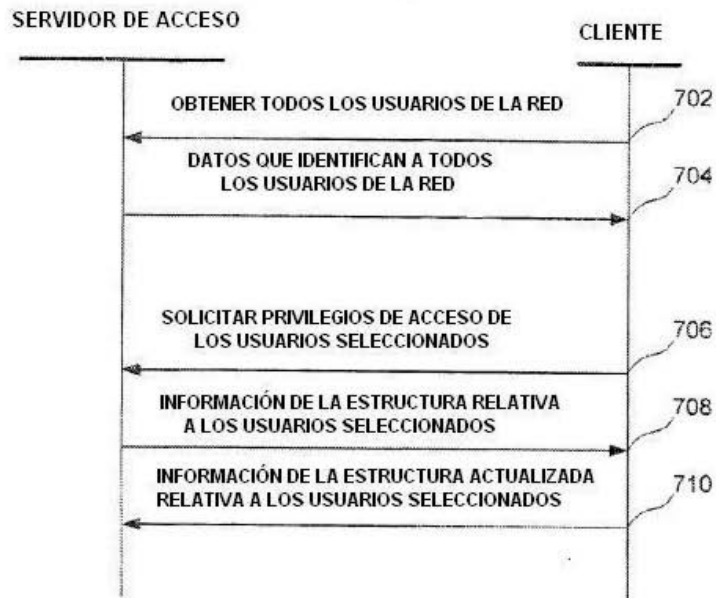 SERVIDOR DE ACCESO
CLIENTE
OBTENER TODOS LOS USUARIOS DE LA RED
702
DATOS QUE IDENTIFICAN A TODOS
LOS USUARIOS DE LA RED
704
SOLICITAR PRIVILEGIOS DE ACCESO DE
LOS USUARIOS SELECCIONADOS
706
INFORMACIÓN DE LA ESTRUCTURA RELATIVA
A LOS USUARIOS SELECCIONADOS
708
INFORMACIÓN DE LA ESTRUCTURA ACTUALIZADA
RELATIVA A LOS USUARIOS SELECCIONADOS
710